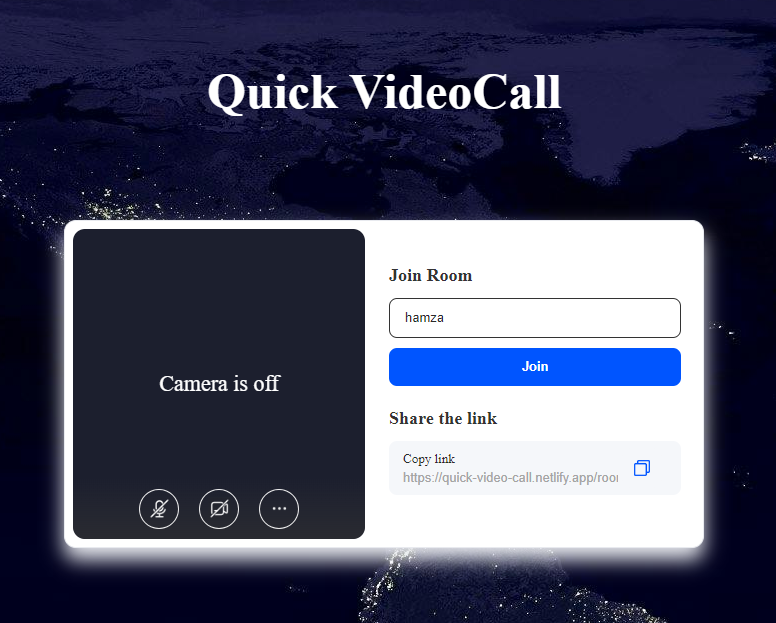 Quick VideoCall
Camera is off
Join Room
hamza
Join
Share the link
Copy link
https://quick-video-call.netlify.app/roo